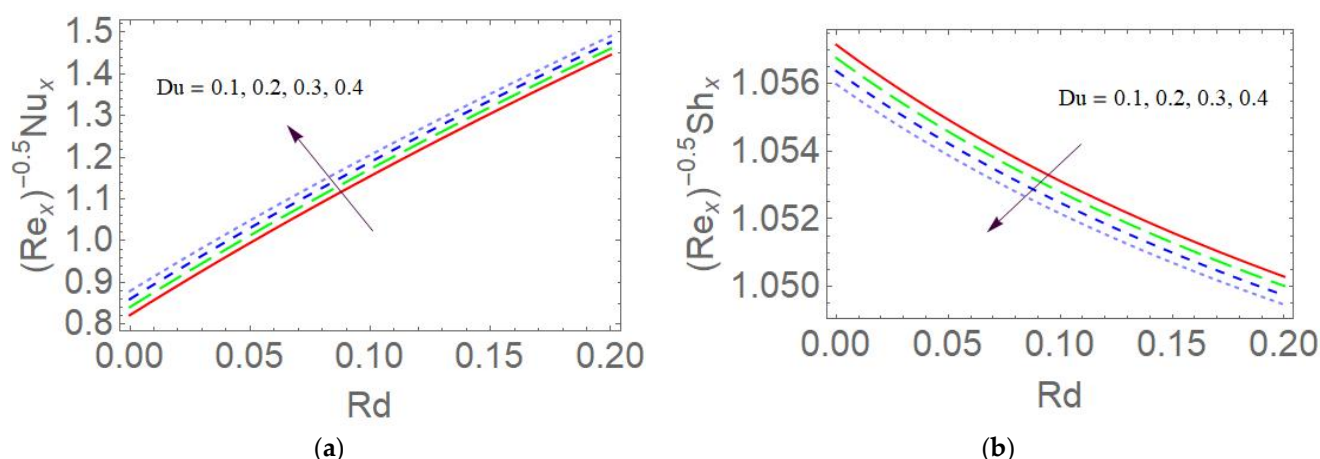 (Re_x)^−0.5 Nu_x
1.5
1.4
1.3
1.2
1.1
1.0
0.9
0.8
Du = 0.1, 0.2, 0.3, 0.4
0.00 0.05 0.10 0.15 0.20
Rd
(a)
(Re_x)^−0.5 Sh_x
1.056
1.054
1.052
1.050
Du = 0.1, 0.2, 0.3, 0.4
0.00 0.05 0.10 0.15 0.20
Rd
(b)